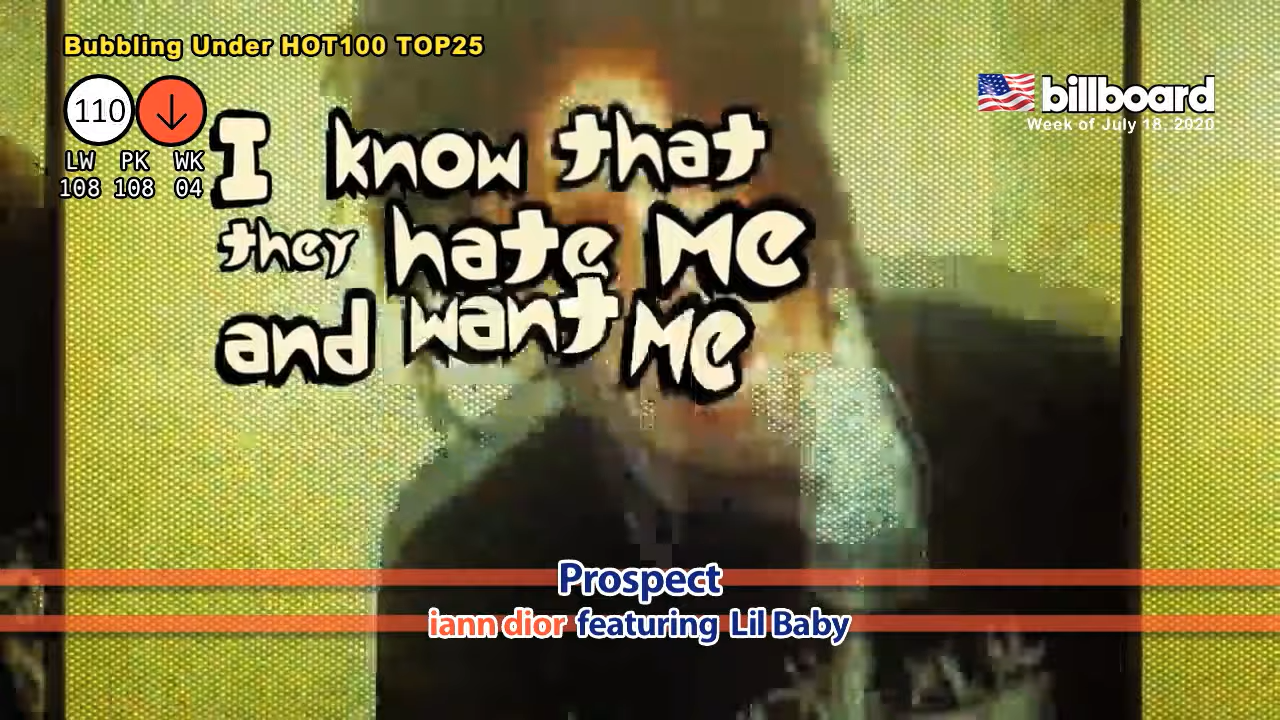 Bubbling Under HOT100 TOP25
110
LW PK WK
108 108 04
billboard
Week of July 18, 2020
I know that
they hate me
and want me
Prospect
iann dior featuring Lil Baby